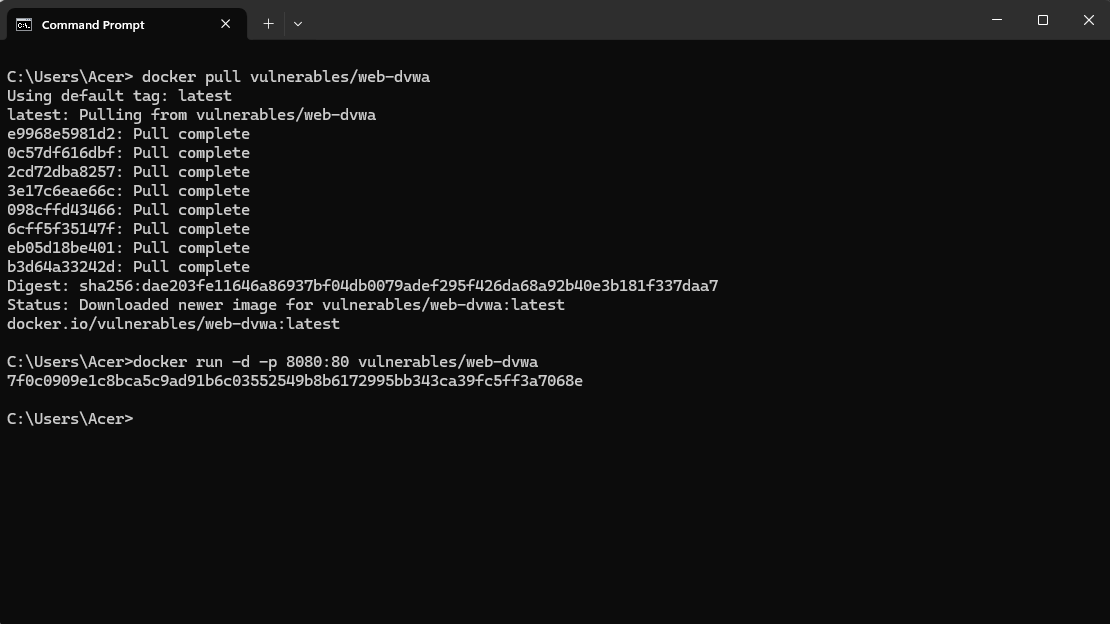 Command Prompt
C:\Users\Acer> docker pull vulnerables/web-dvwa
Using default tag: latest
latest: Pulling from vulnerables/web-dvwa
e9968e5981d2: Pull complete
0c57df616dbf: Pull complete
2cd72dba8257: Pull complete
3e17c6eae66c: Pull complete
098cffd43466: Pull complete
6cff5f35147f: Pull complete
eb05d18be401: Pull complete
b3d64a33242d: Pull complete
Digest: sha256:dae203fe11646a86937bf04db0079adef295f426da68a92b40e3b181f337daa7
Status: Downloaded newer image for vulnerables/web-dvwa:latest
docker.io/vulnerables/web-dvwa:latest
C:\Users\Acer>docker run -d -p 8080:80 vulnerables/web-dvwa
7f0c0909e1c8bca5c9ad91b6c03552549b8b6172995bb343ca39fc5ff3a7068e
C:\Users\Acer>